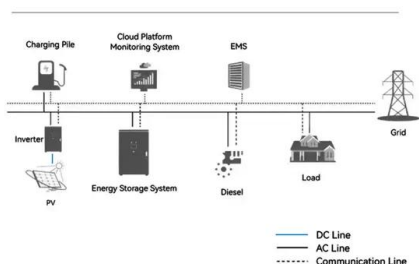 Charging Pile
Cloud Platform
Monitoring System
EMS
Grid
Inverter
PV
Energy Storage System
Diesel
Load
DC Line
AC Line
Communication Line